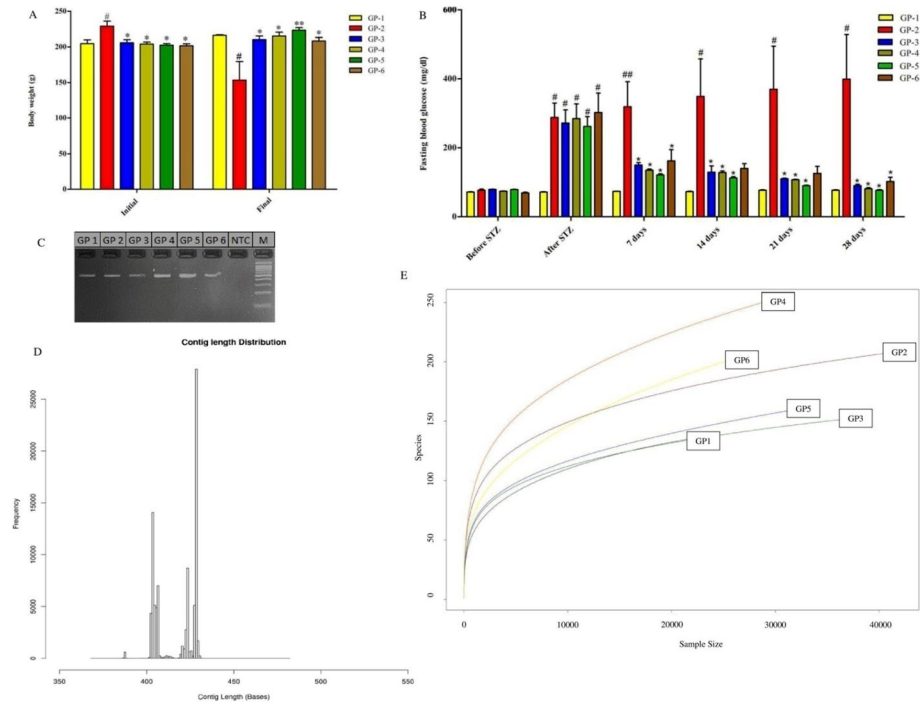 A
Body weight (g)
250
200
150
100
50
0
#
*
*
*
*
#
*
*
**
*
Initial
Final
GP-1
GP-2
GP-3
GP-4
GP-5
GP-6
B
Fasting blood glucose (mg/dl)
600
400
200
0
#
#
#
#
#
##
*
*
*
*
#
*
*
*
#
*
*
*
#
*
*
*
*
Before STZ
After STZ
7 days
14 days
21 days
28 days
GP-1
GP-2
GP-3
GP-4
GP-5
GP-6
C
GP 1 GP 2 GP 3 GP 4 GP 5 GP 6 NTC M
D
Contig length Distribution
Frequency
25000
20000
15000
10000
5000
0
350 400 450 500 550
Contig Length (Bases)
E
Species
250
200
150
100
50
0
GP4
GP2
GP6
GP5
GP3
GP1
0 10000 20000 30000 40000
Sample Size